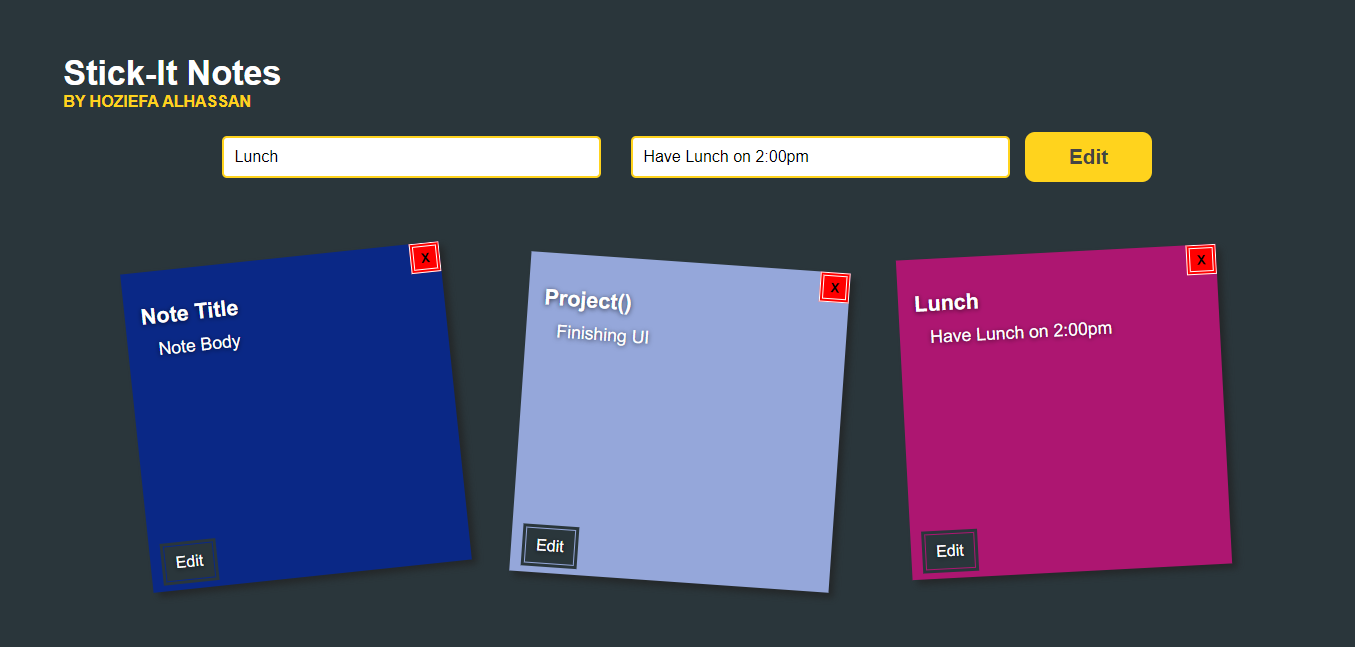 Stick-It Notes
BY HOZIEFA ALHASSAN
Lunch
Have Lunch on 2:00pm
Edit
X
Note Title
Note Body
Edit
X
Project()
Finishing UI
Edit
X
Lunch
Have Lunch on 2:00pm
Edit